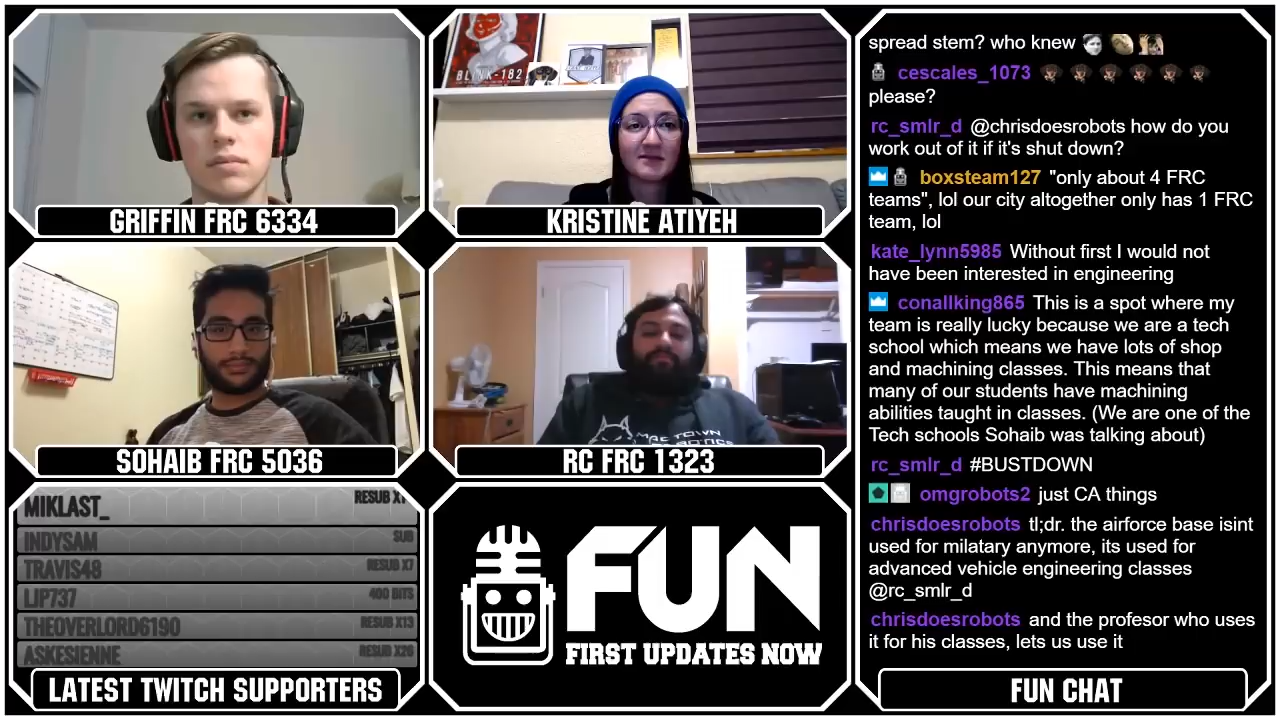 BLINK-182
GRIFFIN FRC 6334
KRISTINE ATIYEH
MAC TOWN
SOHAIB FRC 5036
RC FRC 1323
MIKLAST_
INDYSAM SUB
TRAVIS48 RESUB X7
LJP737 400 BITS
THEOVERLORD6190 RESUB X13
ASKESIENNE RESUB X26
LATEST TWITCH SUPPORTERS
FUN
FIRST UPDATES NOW
spread stem? who knew
cescales_1073
please?
rc_smlr_d @chrisdoesrobots how do you
work out of it if it's shut down?
boxsteam127 "only about 4 FRC
teams", lol our city altogether only has 1 FRC
team, lol
kate_lynn5985 Without first I would not
have been interested in engineering
conallking865 This is a spot where my
team is really lucky because we are a tech
school which means we have lots of shop
and machining classes. This means that
many of our students have machining
abilities taught in classes. (We are one of the
Tech schools Sohaib was talking about)
rc_smlr_d #BUSTDOWN
omgrobots2 just CA things
chrisdoesrobots tl;dr. the airforce base isint
used for milatary anymore, its used for
advanced vehicle engineering classes
@rc_smlr_d
chrisdoesrobots and the profesor who uses
it for his classes, lets us use it
FUN CHAT